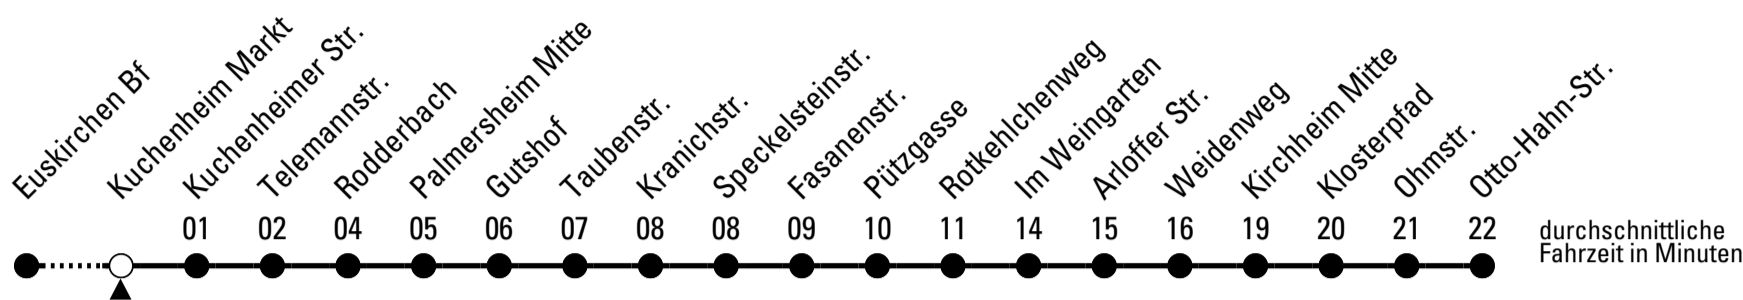 Euskirchen Bf
Kuchenheim Markt
Kuchenheimer Str.
Telemannstr.
Rodderbach
Palmersheim Mitte
Gutshof
Taubenstr.
Kranichstr.
Speckelsteinstr.
Fasanenstr.
Pützgasse
Rotkehlchenweg
Im Weingarten
Arloffer Str.
Weidenweg
Kirchheim Mitte
Klosterpfad
Ohmstr.
Otto-Hahn-Str.
01 02 04 05 06 07 08 08 09 10 11 14 15 16 19 20 21 22
durchschnittliche
Fahrzeit in Minuten